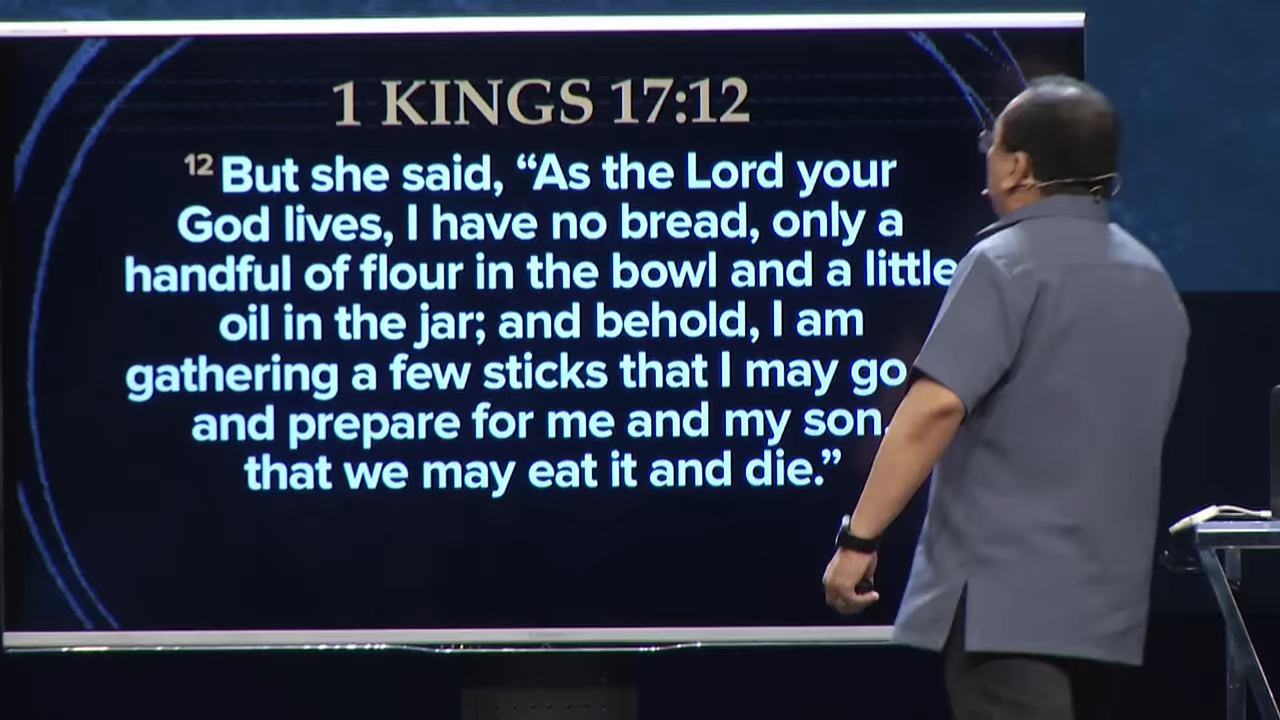 1 KINGS 17:12
12 But she said, “As the Lord your
God lives, I have no bread, only a
handful of flour in the bowl and a little
oil in the jar; and behold, I am
gathering a few sticks that I may go
and prepare for me and my son,
that we may eat it and die.”